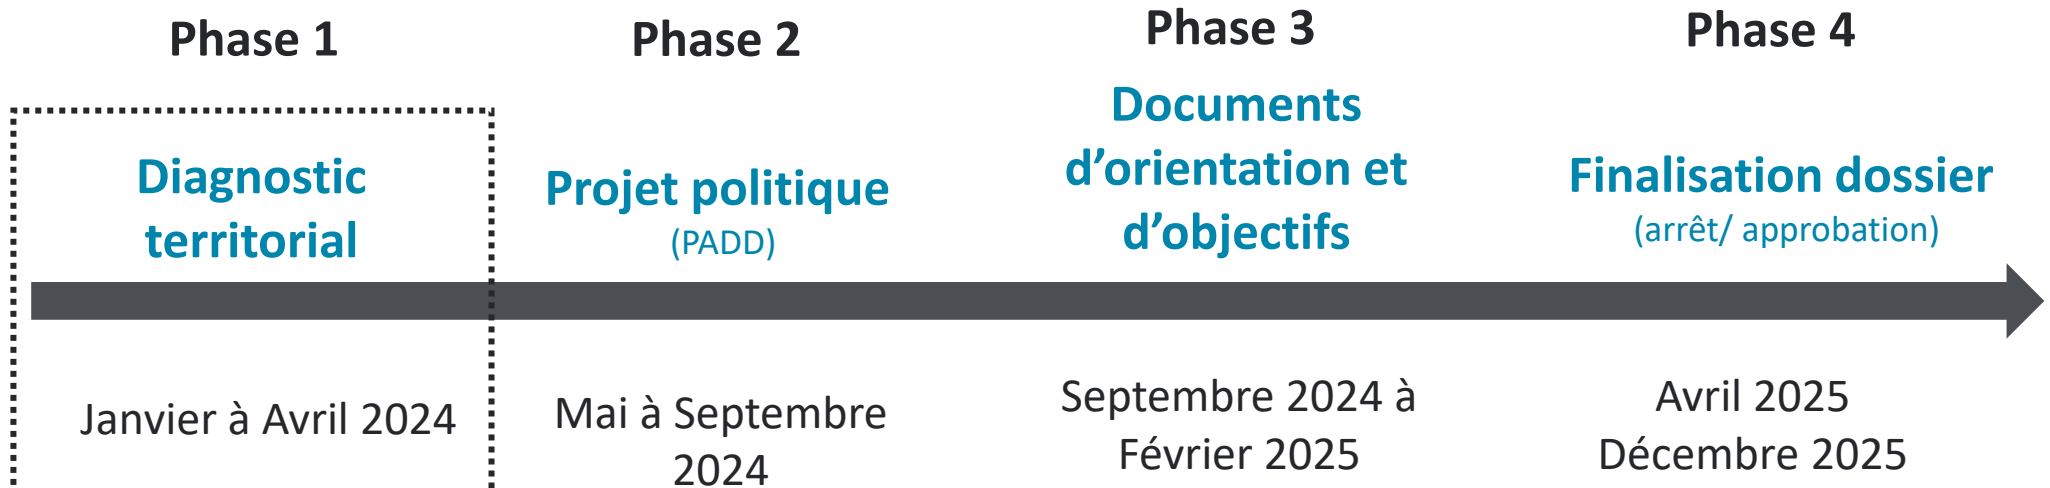 Phase 1
Diagnostic
territorial
Janvier à Avril 2024
Phase 2
Projet politique
(PADD)
Mai à Septembre
2024
Phase 3
Documents
d’orientation et
d’objectifs
Septembre 2024 à
Février 2025
Phase 4
Finalisation dossier
(arrêt/ approbation)
Avril 2025
Décembre 2025